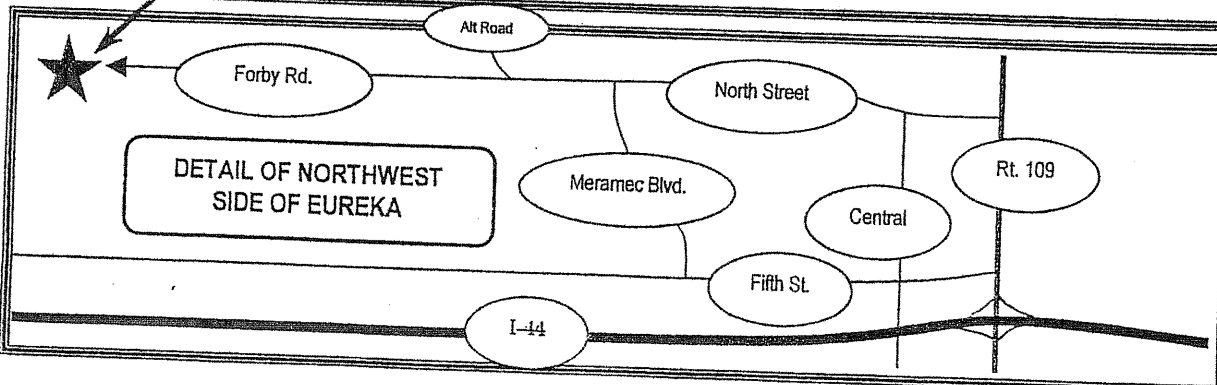 Alt Road
Forby Rd.
North Street
DETAIL OF NORTHWEST
SIDE OF EUREKA
Meramec Blvd.
Rt. 109
Central
Fifth St.
I-44